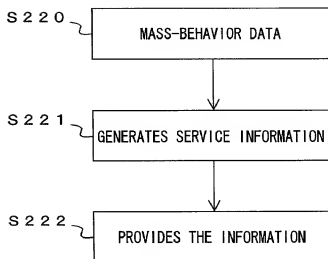 S220
MASS-BEHAVIOR DATA
S221
GENERATES SERVICE INFORMATION
S222
PROVIDES THE INFORMATION